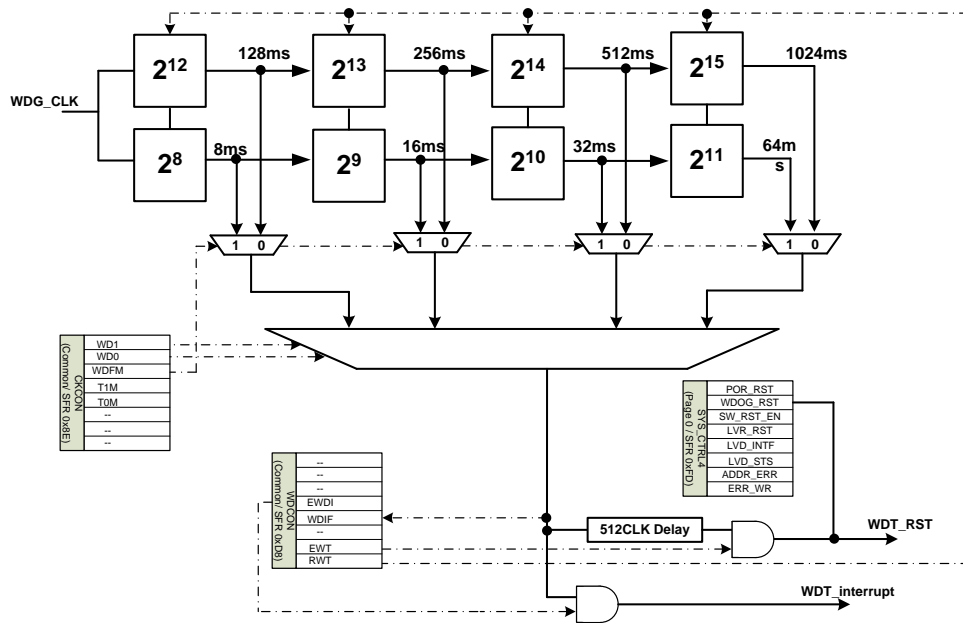 2^12
128ms
2^13
256ms
2^14
512ms
2^15
1024ms
WDG_CLK
2^8
8ms
2^9
16ms
2^10
32ms
2^11
64m
s
1 0
1 0
1 0
1 0
CKCON
(Common/ SFR 0x8E)
WD1
WD0
WDFM
T1M
T0M
--
--
--
SYS_CTRL4
(Page 0 / SFR 0xFD)
POR_RST
WDOG_RST
SW_RST_EN
LVR_RST
LVD_INTF
LVD_STS
ADDR_ERR
ERR_WR
WDCON
(Common/ SFR 0xD8)
--
--
--
EWDI
WDIF
--
EWT
RWT
512CLK Delay
WDT_RST
WDT_interrupt